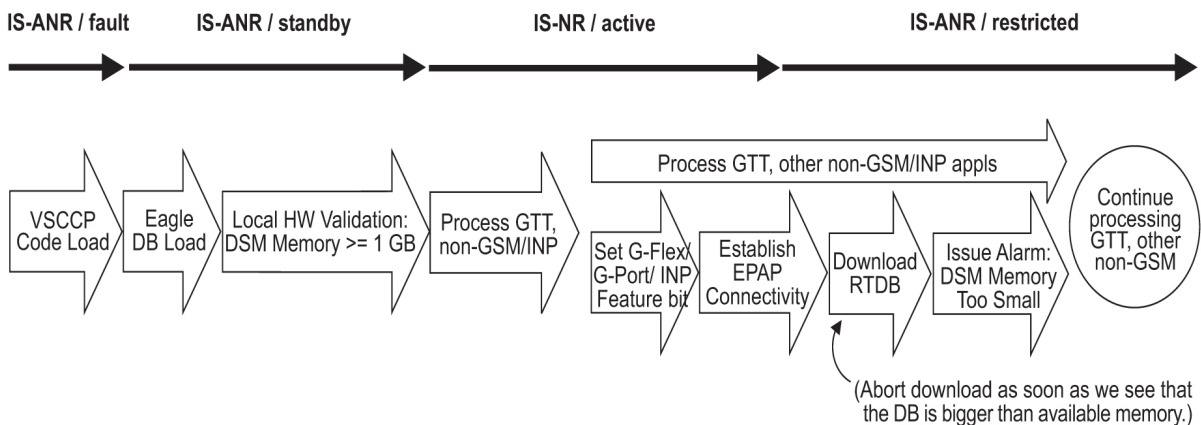 IS-ANR / fault
IS-ANR / standby
IS-NR / active
IS-ANR / restricted
VSCCP
Code Load
Eagle
DB Load
Local HW Validation:
DSM Memory >= 1 GB
Process GTT,
non-GSM/INP
Process GTT, other non-GSM/INP appls
Set G-Flex/
G-Port/ INP
Feature bit
Establish
EPAP
Connectivity
Download
RTDB
Issue Alarm:
DSM Memory
Too Small
Continue
processing
GTT, other
non-GSM
(Abort download as soon as we see that
the DB is bigger than available memory.)